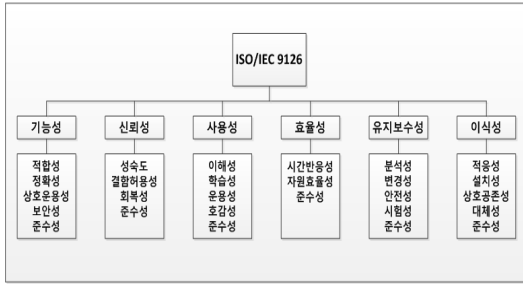 ISO/IEC 9126
기능성
신뢰성
사용성
효율성
유지보수성
이식성
적합성
정확성
상호운용성
보안성
준수성
성숙도
결함허용성
회복성
준수성
이해성
학습성
운용성
호감성
준수성
시간반응성
자원효율성
준수성
분석성
변경성
안전성
시험성
준수성
적응성
설치성
상호공존성
대체성
준수성